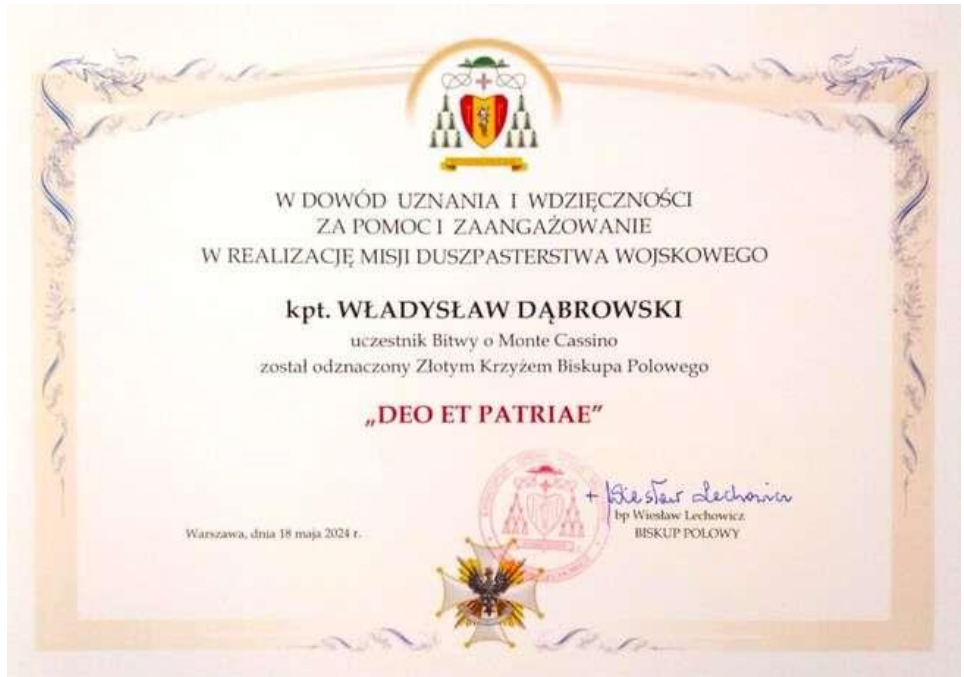 W DOWÓD UZNANIA I WDZIĘCZNOŚCI
ZA POMOC I ZAANGAŻOWANIE
W REALIZACJĘ MISJI DUSZPASTERSTWA WOJSKOWEGO
kpt. WŁADYSŁAW DĄBROWSKI
uczestnik Bitwy o Monte Cassino
został odznaczony Złotym Krzyżem Biskupa Polowego
„DEO ET PATRIAE”
+ Wiesław Lechowicz
bp Wiesław Lechowicz
BISKUP POLOWY
Warszawa, dnia 18 maja 2024 r.